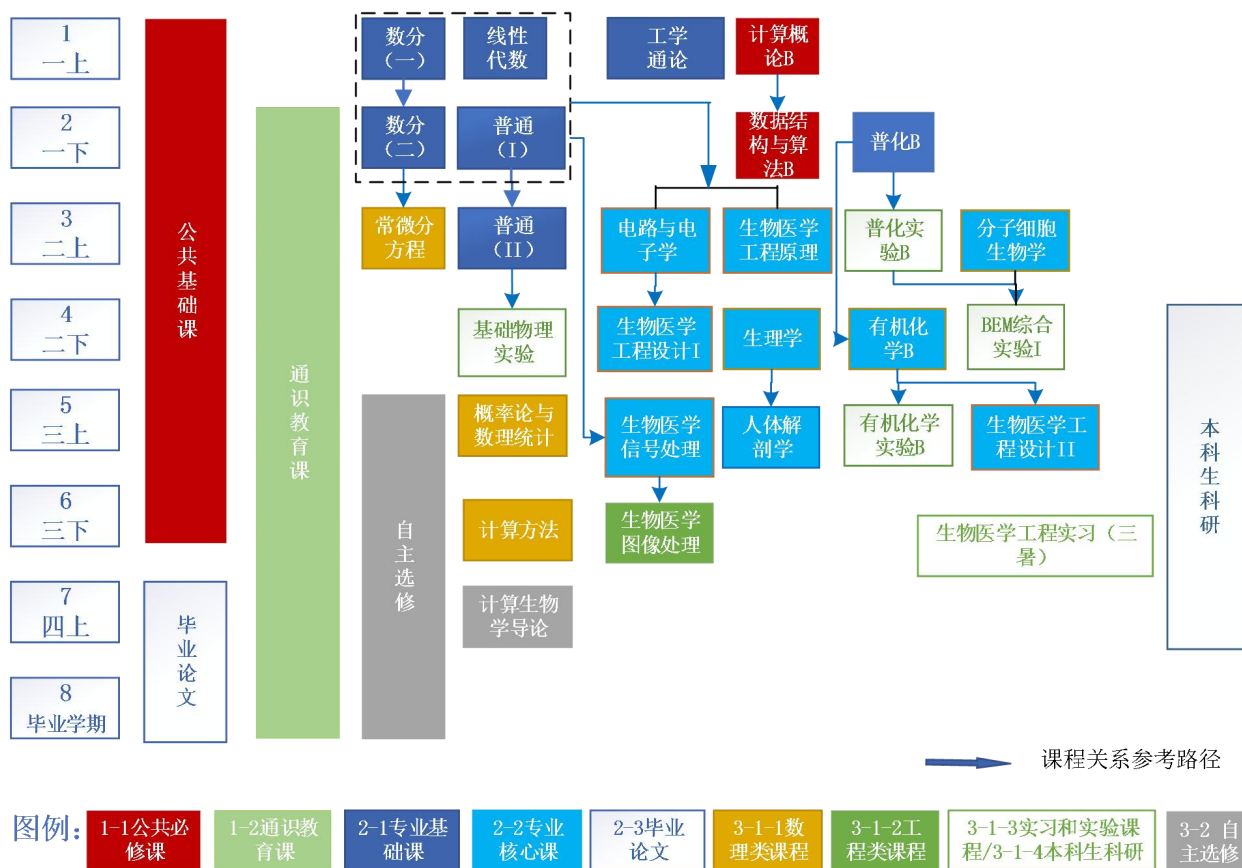 1
一上
2
一下
3
二上
4
二下
5
三上
6
三下
7
四上
8
毕业学期
公
共
基
础
课
毕
业
论
文
通
识
教
育
课
自
主
选
修
数分
（一）
线性
代数
工学
通论
计算概
论B
数分
（二）
普通
（I）
数据结
构与算
法B
普化B
常微分
方程
普通
（II）
电路与电
子学
生物医学
工程原理
普化实
验B
分子细胞
生物学
基础物理
实验
生物医学
工程设计I
生理学
有机化
学B
BEM综合
实验I
概率论与
数理统计
生物医学
信号处理
人体解
剖学
有机化学
实验B
生物医学工
程设计II
计算方法
生物医学
图像处理
生物医学工程实习（三
暑）
计算生物
学导论
本
科
生
科
研
课程关系参考路径
图例：
1-1公共必
修课
1-2通识教
育课
2-1专业基
础课
2-2专业
核心课
2-3毕业
论文
3-1-1数
理类课程
3-1-2工
程类课程
3-1-3实习和实验课
程/3-1-4本科生科研
3-2 自
主选修